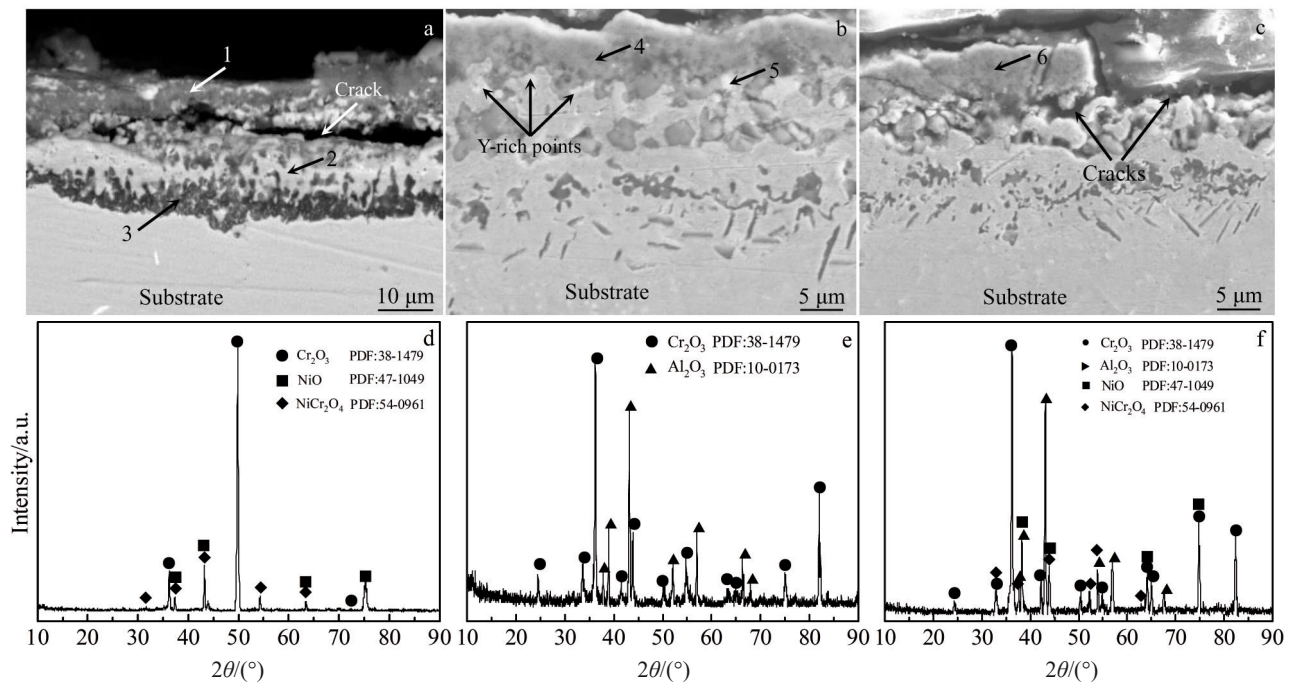 a
1
Crack
2
3
Substrate
10 μm
b
4
5
Y-rich points
Substrate
5 μm
c
6
Cracks
Substrate
5 μm
Intensity/a.u.
d
Cr₂O₃ PDF:38-1479
NiO PDF:47-1049
NiCr₂O₄ PDF:54-0961
10 20 30 40 50 60 70 80 90
2θ/(°)
e
Cr₂O₃ PDF:38-1479
Al₂O₃ PDF:10-0173
10 20 30 40 50 60 70 80 90
2θ/(°)
f
Cr₂O₃ PDF:38-1479
Al₂O₃ PDF:10-0173
NiO PDF:47-1049
NiCr₂O₄ PDF:54-0961
10 20 30 40 50 60 70 80 90
2θ/(°)